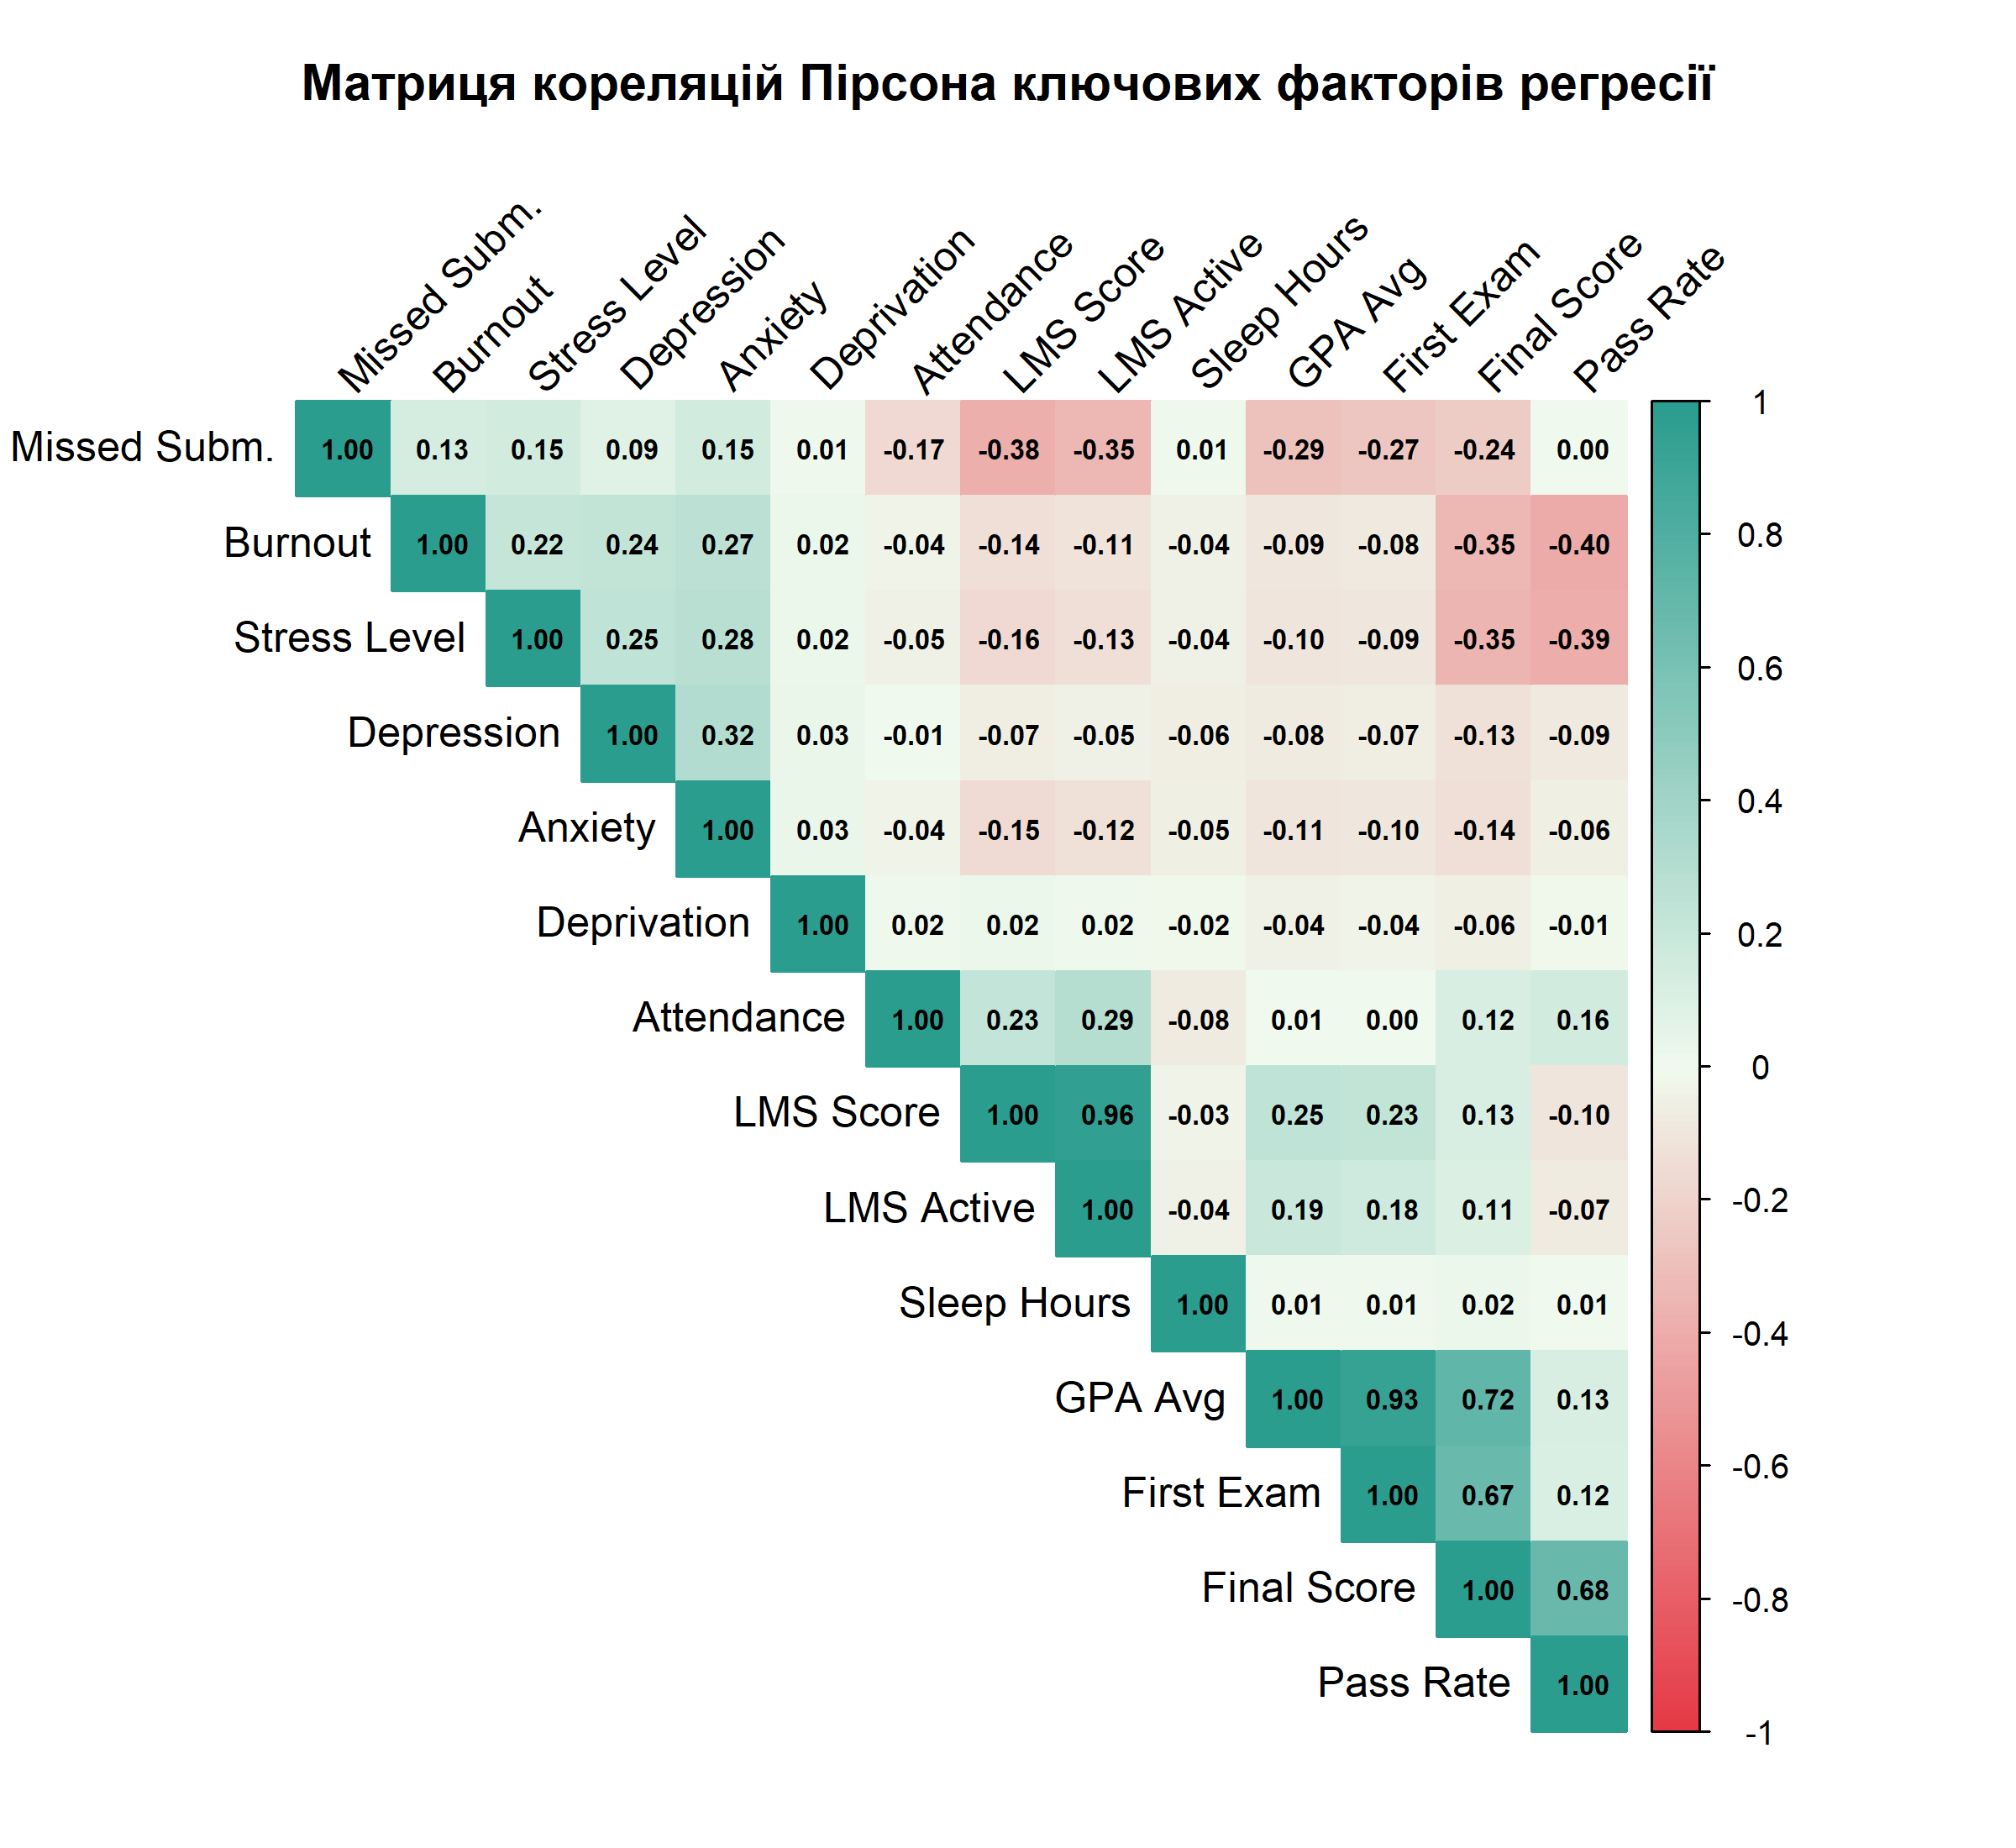 Матриця кореляцій Пірсона ключових факторів регресії
Missed Subm. Burnout Stress Level Depression Anxiety Deprivation Attendance LMS Score LMS Active Sleep Hours GPA Avg First Exam Final Score Pass Rate
Missed Subm. 1.00 0.13 0.15 0.09 0.15 0.01 -0.17 -0.38 -0.35 0.01 -0.29 -0.27 -0.24 0.00
Burnout 1.00 0.22 0.24 0.27 0.02 -0.04 -0.14 -0.11 -0.04 -0.09 -0.08 -0.35 -0.40
Stress Level 1.00 0.25 0.28 0.02 -0.05 -0.16 -0.13 -0.04 -0.10 -0.09 -0.35 -0.39
Depression 1.00 0.32 0.03 -0.01 -0.07 -0.05 -0.06 -0.08 -0.07 -0.13 -0.09
Anxiety 1.00 0.03 -0.04 -0.15 -0.12 -0.05 -0.11 -0.10 -0.14 -0.06
Deprivation 1.00 0.02 0.02 0.02 -0.02 -0.04 -0.04 -0.06 -0.01
Attendance 1.00 0.23 0.29 -0.08 0.01 0.00 0.12 0.16
LMS Score 1.00 0.96 -0.03 0.25 0.23 0.13 -0.10
LMS Active 1.00 -0.04 0.19 0.18 0.11 -0.07
Sleep Hours 1.00 0.01 0.01 0.02 0.01
GPA Avg 1.00 0.93 0.72 0.13
First Exam 1.00 0.67 0.12
Final Score 1.00 0.68
Pass Rate 1.00
1
0.8
0.6
0.4
0.2
0
-0.2
-0.4
-0.6
-0.8
-1